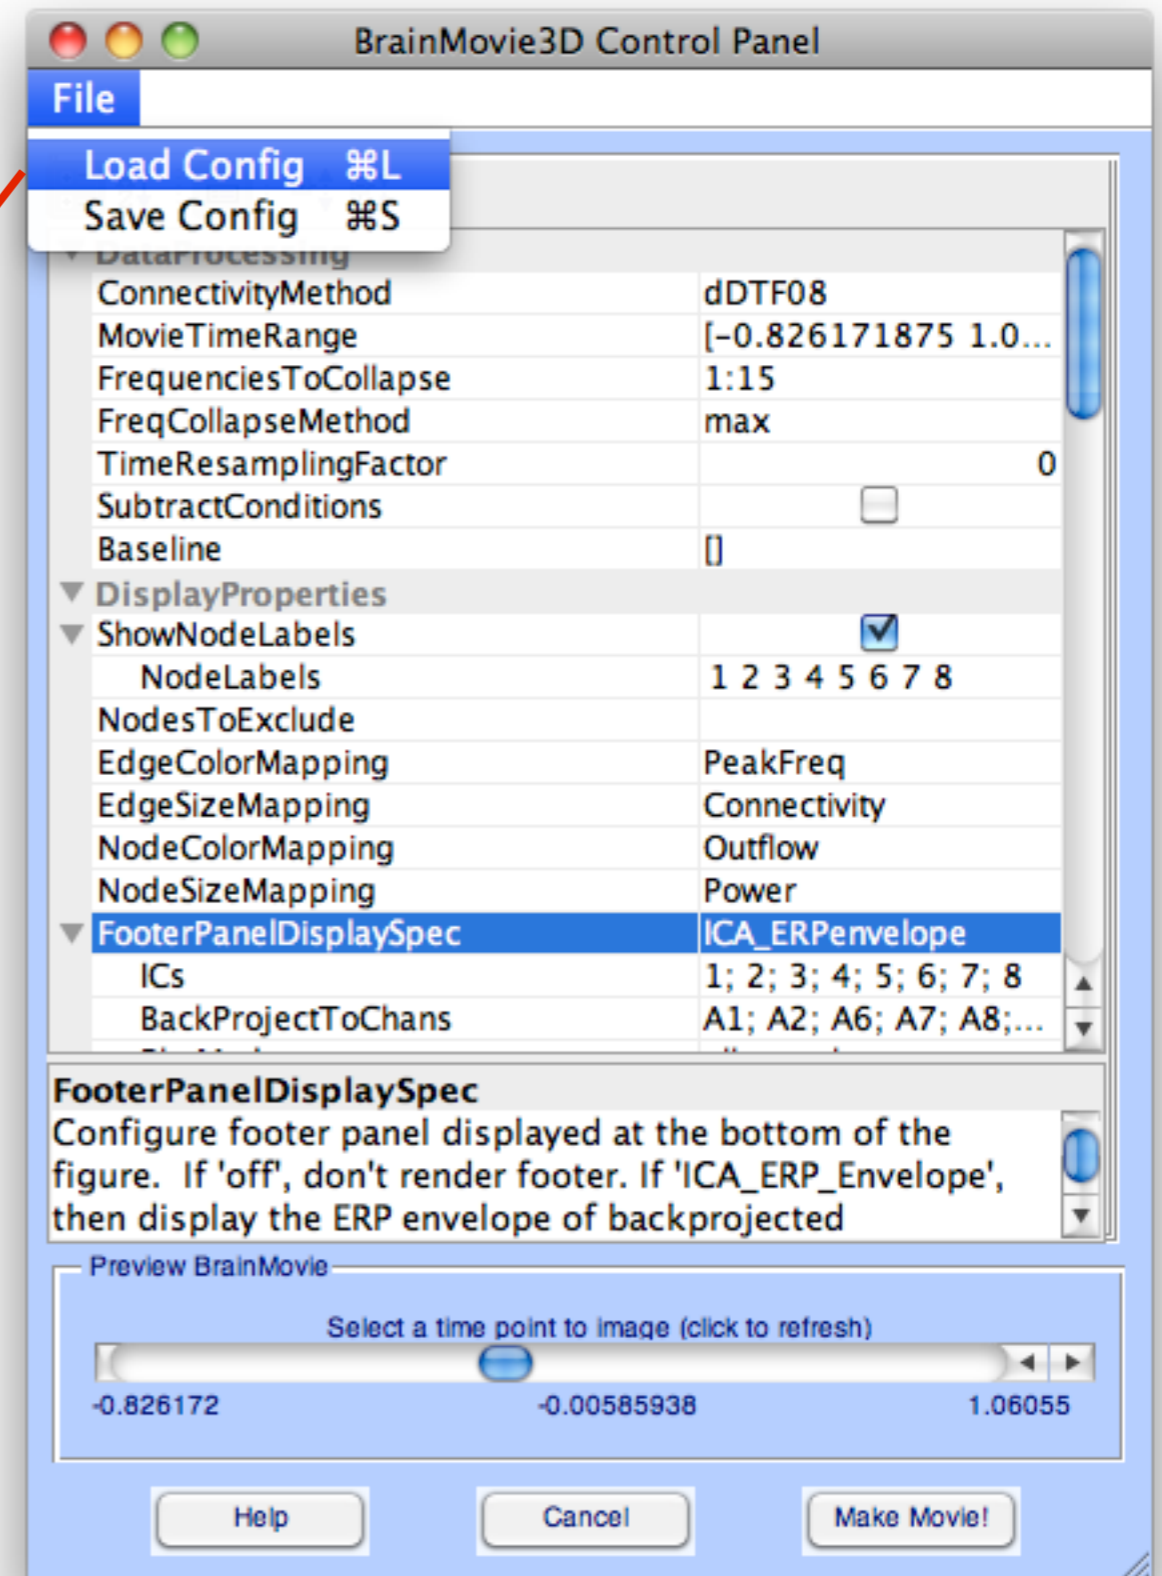 BrainMovie3D Control Panel
File
Load Config ⌘L
Save Config ⌘S
DataProcessing
ConnectivityMethod dDTF08
MovieTimeRange [-0.826171875 1.0...
FrequenciesToCollapse 1:15
FreqCollapseMethod max
TimeResamplingFactor 0
SubtractConditions
Baseline []
DisplayProperties
ShowNodeLabels
NodeLabels 1 2 3 4 5 6 7 8
NodesToExclude
EdgeColorMapping PeakFreq
EdgeSizeMapping Connectivity
NodeColorMapping Outflow
NodeSizeMapping Power
FooterPanelDisplaySpec ICA_ERPenvelope
ICs 1; 2; 3; 4; 5; 6; 7; 8
BackProjectToChans A1; A2; A6; A7; A8;...
FooterPanelDisplaySpec
Configure footer panel displayed at the bottom of the
figure. If 'off', don't render footer. If 'ICA_ERP_Envelope',
then display the ERP envelope of backprojected
Preview BrainMovie
Select a time point to image (click to refresh)
-0.826172 -0.00585938 1.06055
Help Cancel Make Movie!